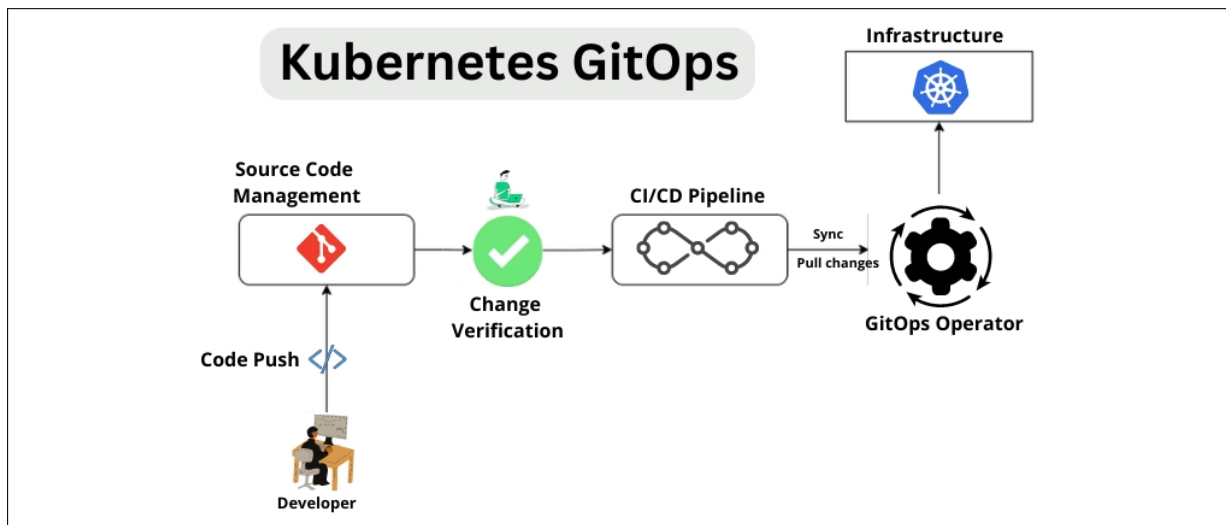 Kubernetes GitOps
Infrastructure
Source Code
Management
CI/CD Pipeline
Sync
Pull changes
Change
Verification
GitOps Operator
Code Push
</>
Developer